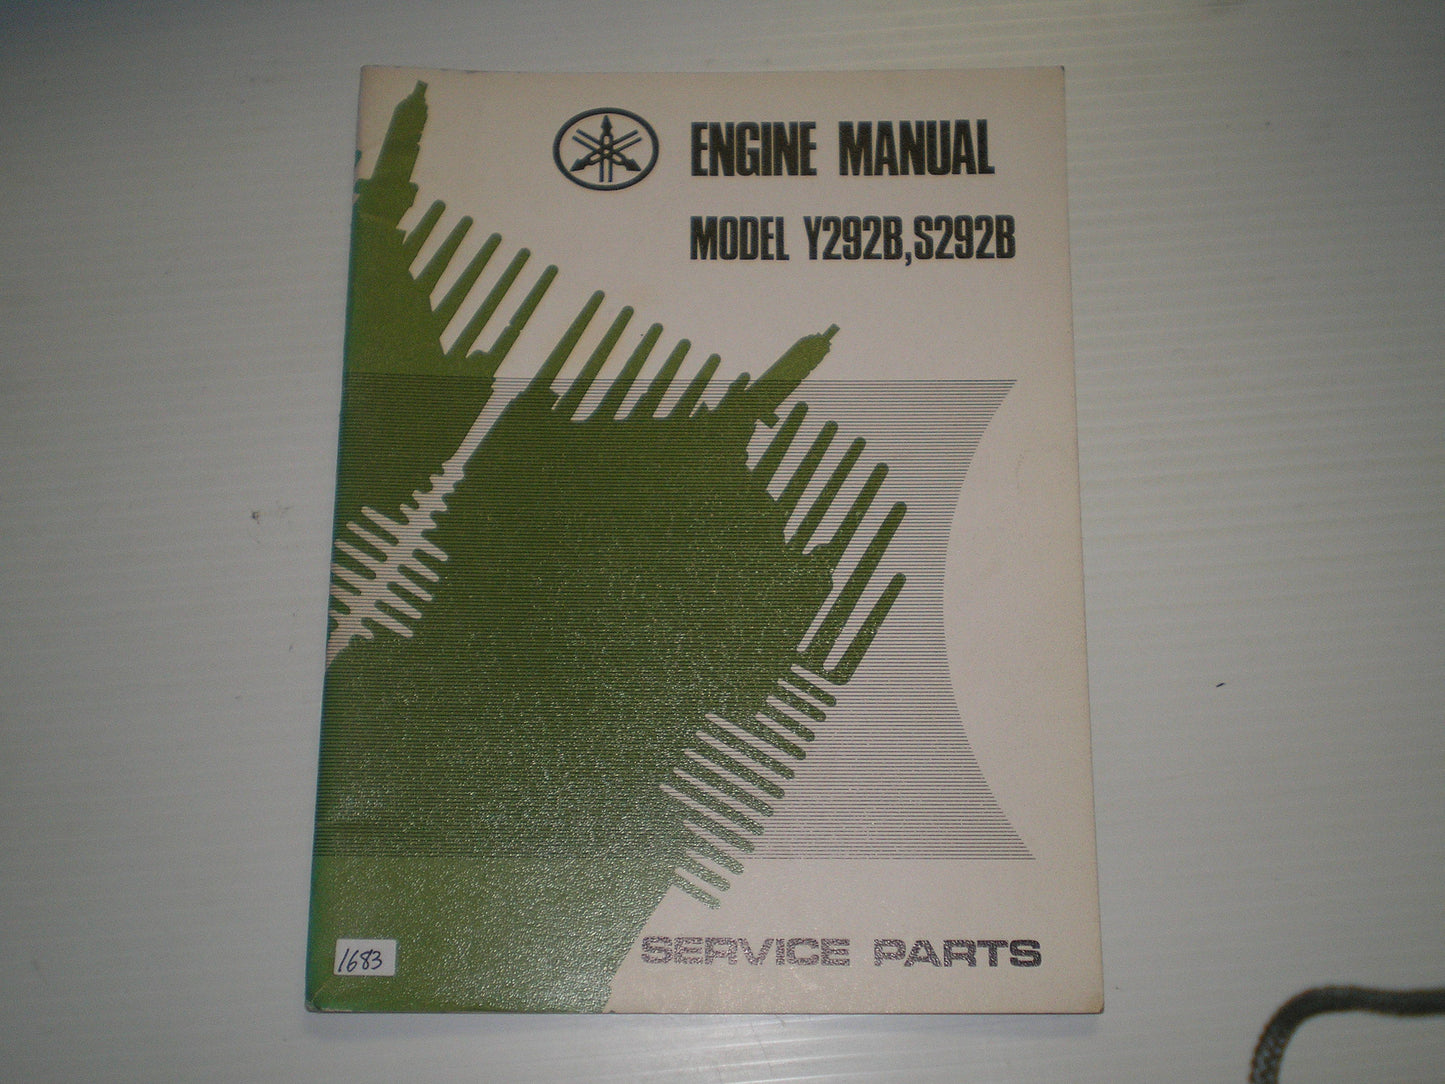 ENGINE MANUAL
MODEL Y292B,S292B
SERVICE PARTS
1683